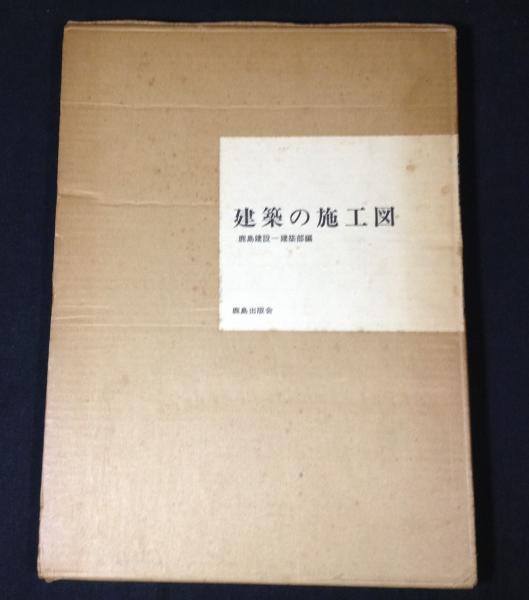 建築の施工図
鹿島建設一建築部編
鹿島出版会